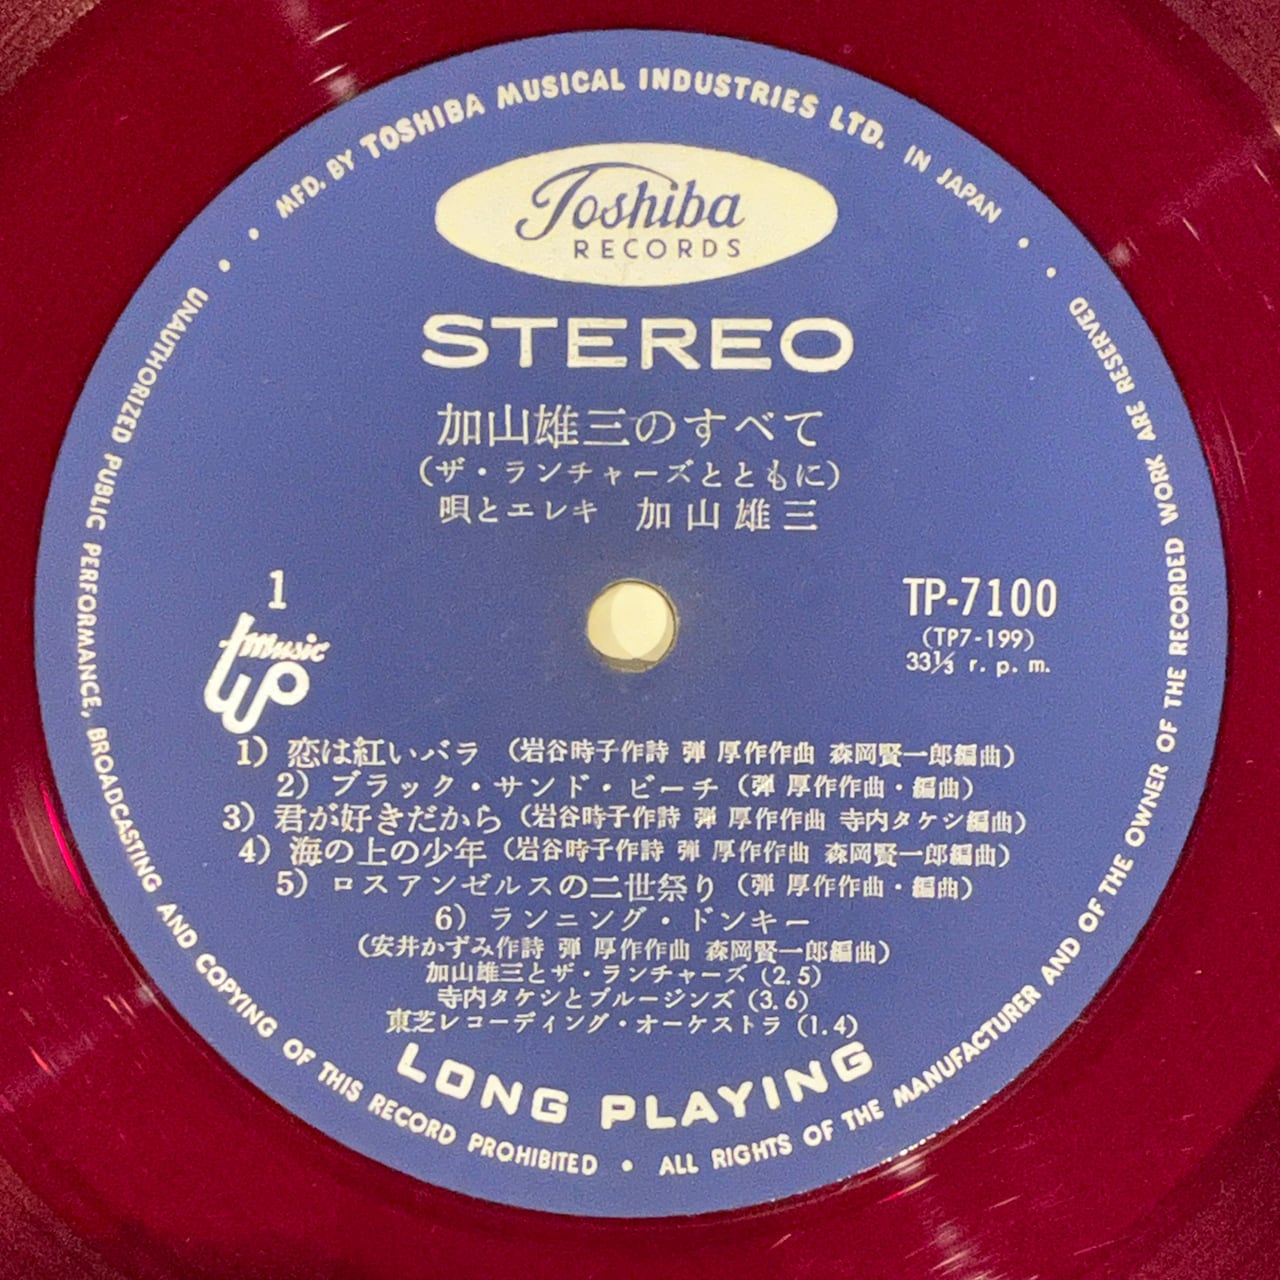 MFD. BY TOSHIBA MUSICAL INDUSTRIES LTD. IN JAPAN
Toshiba
RECORDS
STEREO
加山雄三のすべて
(ザ・ランチャーズとともに)
唄とエレキ 加山雄三
1
music up
TP-7100
(TP7-199)
33⅓ r. p. m.
1) 恋は紅いバラ (岩谷時子作詩 弾 厚作作曲 森岡賢一郎編曲)
2) ブラック・サンド・ビーチ (弾 厚作作曲・編曲)
3) 君が好きだから (岩谷時子作詩 弾 厚作作曲 寺内タケシ編曲)
4) 海の上の少年 (岩谷時子作詩 弾 厚作作曲 森岡賢一郎編曲)
5) ロスアンゼルスの二世祭り (弾 厚作作曲・編曲)
6) ランニング・ドンキー
(安井かずみ作詩 弾 厚作作曲 森岡賢一郎編曲)
加山雄三とザ・ランチャーズ (2.5)
寺内タケシとブルージンズ (3.6)
東芝レコーディング・オーケストラ (1.4)
LONG PLAYING
UNAUTHORIZED PUBLIC PERFORMANCE, BROADCASTING AND COPYING OF THIS RECORD PROHIBITED • ALL RIGHTS OF THE MANUFACTURER AND OF THE OWNER OF THE RECORDED WORK ARE RESERVED